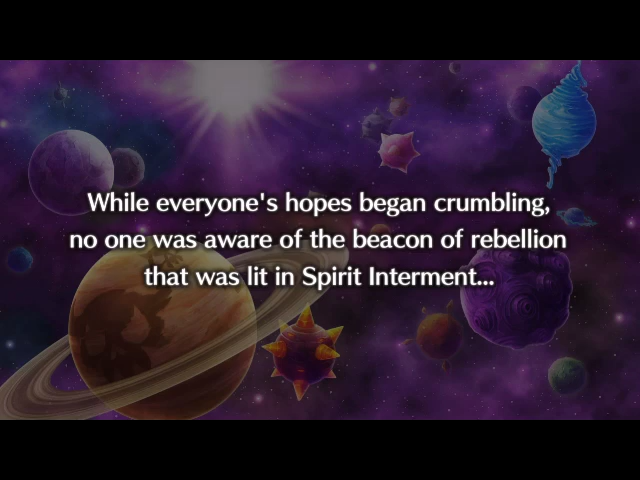 While everyone's hopes began crumbling,
no one was aware of the beacon of rebellion
that was lit in Spirit Interment...